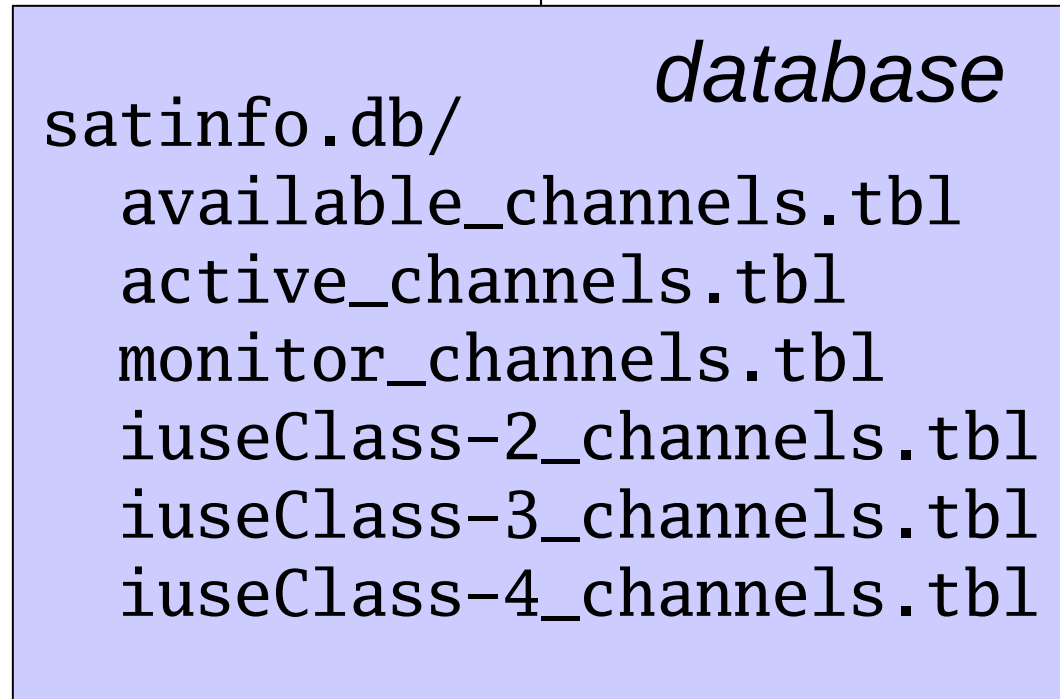 database
satinfo.db/
available_channels.tbl
active_channels.tbl
monitor_channels.tbl
iuseClass-2_channels.tbl
iuseClass-3_channels.tbl
iuseClass-4_channels.tbl